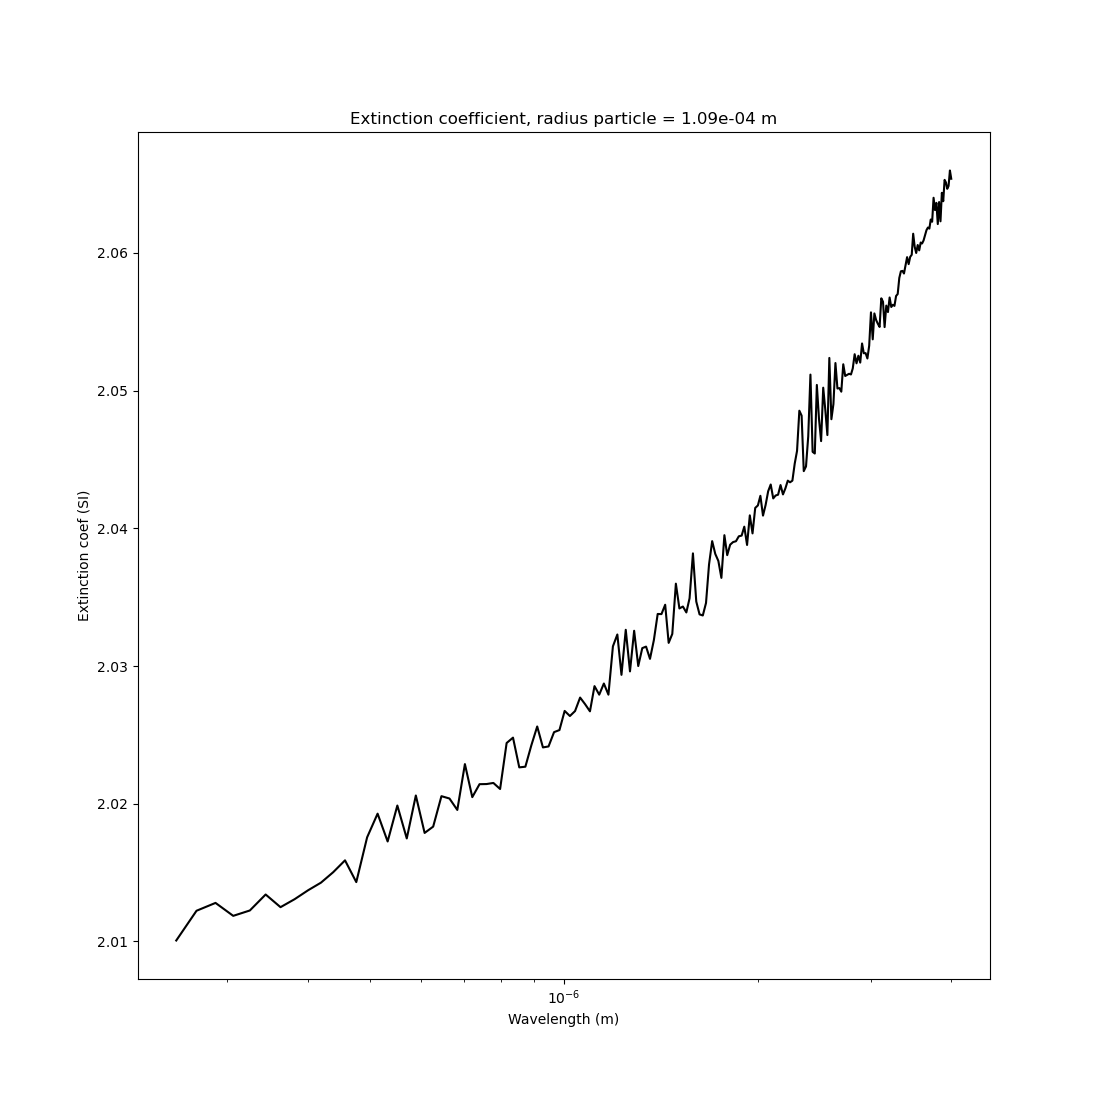 Extinction coefficient, radius particle = 1.09e-04 m
2.06
2.05
2.04
2.03
2.02
2.01
Extinction coef (SI)
10⁻⁶
Wavelength (m)